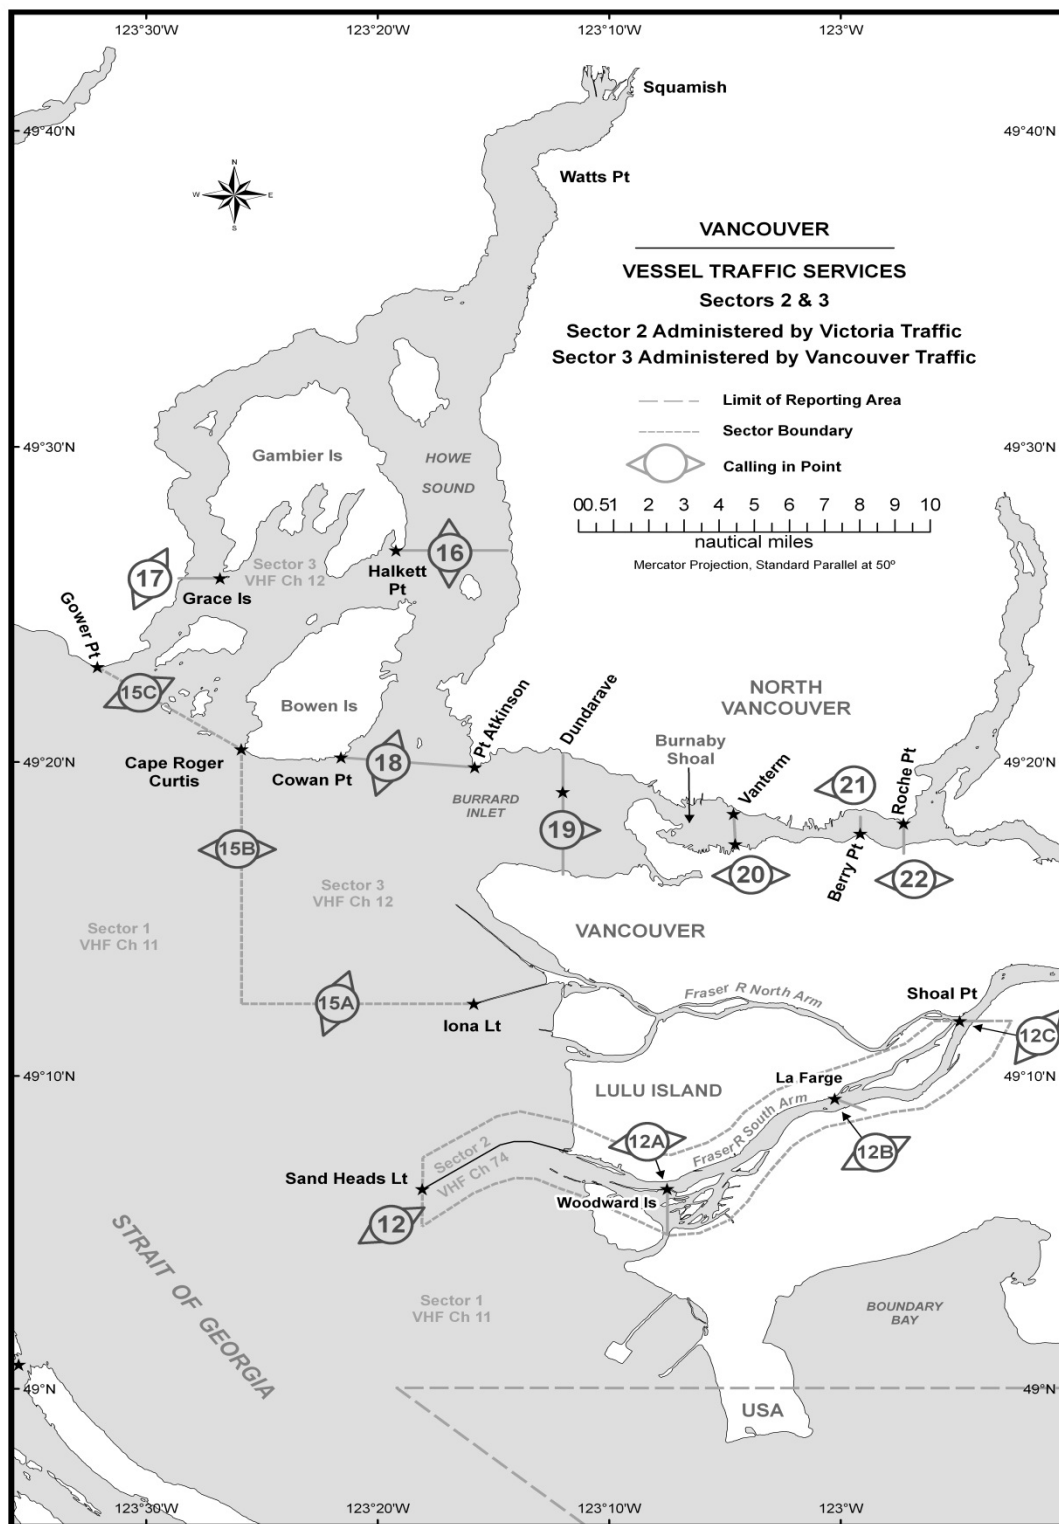 123°30'W 123°20'W 123°10'W 123°W
Squamish
49°40'N 49°40'N
N
W E
S
Watts Pt
VANCOUVER
VESSEL TRAFFIC SERVICES
Sectors 2 & 3
Sector 2 Administered by Victoria Traffic
Sector 3 Administered by Vancouver Traffic
Limit of Reporting Area
Sector Boundary
Calling in Point
49°30'N 49°30'N
Gambier Is
HOWE
SOUND
00.51 2 3 4 5 6 7 8 9 10
nautical miles
Mercator Projection, Standard Parallel at 50º
16
Sector 3
VHF Ch 12
Halkett
Pt
17
Grace Is
Gower Pt
15C
Bowen Is
Pt Atkinson
Dundarave
NORTH
VANCOUVER
Burnaby
Shoal
Vanterm
Roche Pt
49°20'N 49°20'N
Cape Roger
Curtis
Cowan Pt
18
BURRARD
INLET
21
19
15B
Berry Pt
20
22
Sector 3
VHF Ch 12
Sector 1
VHF Ch 11
VANCOUVER
15A
Iona Lt
Fraser R North Arm
Shoal Pt
12C
49°10'N 49°10'N
La Farge
LULU ISLAND
Fraser R South Arm
12A
12B
Sector 2
VHF Ch 74
Sand Heads Lt
Woodward Is
12
STRAIT OF GEORGIA
Sector 1
VHF Ch 11
BOUNDARY
BAY
49°N 49°N
USA
123°30'W 123°20'W 123°10'W 123°W